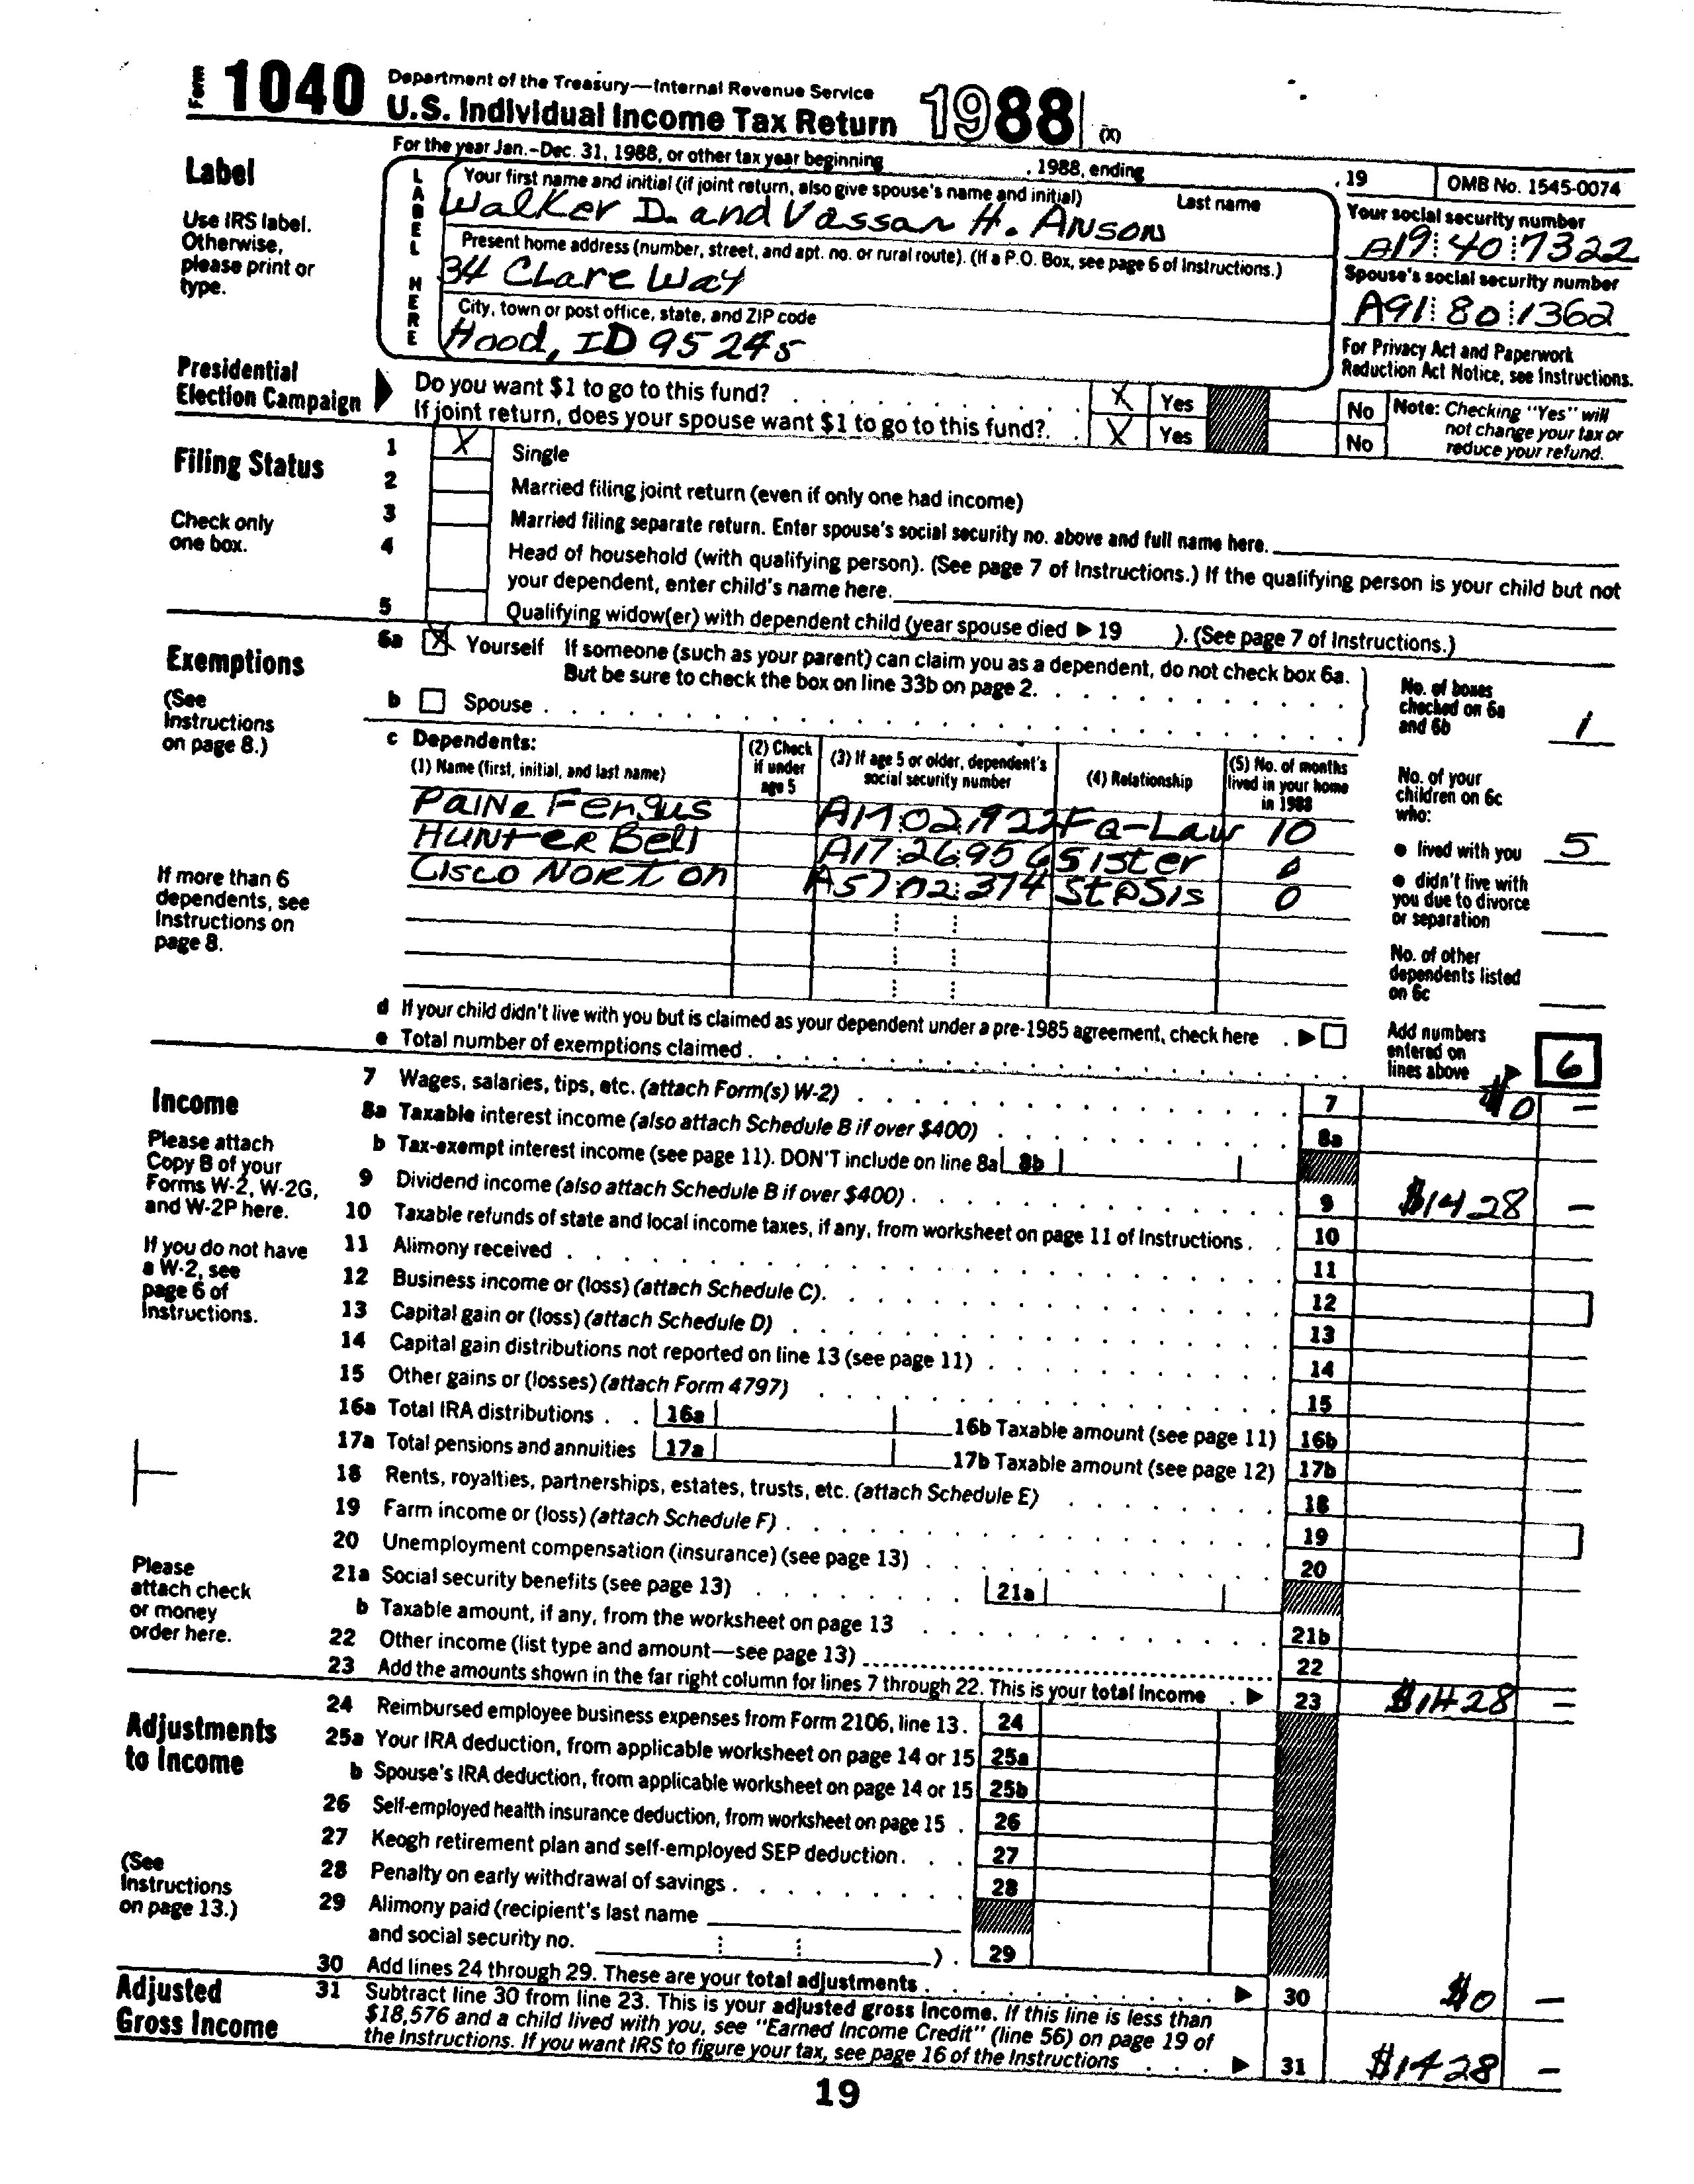 Form 1040 Department of the Treasury—Internal Revenue Service
U.S. Individual Income Tax Return 1988 (X)
For the year Jan.–Dec. 31, 1988, or other tax year beginning , 1988, ending , 19 OMB No. 1545-0074
Label
Use IRS label.
Otherwise,
please print or
type.
LABEL HERE
Your first name and initial (if joint return, also give spouse's name and initial) Last name
Walker D. and Vassar H. Anson
Your social security number
A19 40 7322
Present home address (number, street, and apt. no. or rural route). (If a P.O. Box, see page 6 of Instructions.)
34 Clare Way
Spouse's social security number
A91 80 1362
City, town or post office, state, and ZIP code
Hood, ID 95245
For Privacy Act and Paperwork
Reduction Act Notice, see Instructions.
Presidential
Election Campaign
Do you want $1 to go to this fund? X Yes No
If joint return, does your spouse want $1 to go to this fund? X Yes No
Note: Checking "Yes" will
not change your tax or
reduce your refund.
Filing Status
Check only
one box.
1 X Single
2 Married filing joint return (even if only one had income)
3 Married filing separate return. Enter spouse's social security no. above and full name here.
4 Head of household (with qualifying person). (See page 7 of Instructions.) If the qualifying person is your child but not
your dependent, enter child's name here.
5 Qualifying widow(er) with dependent child (year spouse died ▶ 19 ). (See page 7 of Instructions.)
Exemptions
(See
Instructions
on page 8.)
6a X Yourself If someone (such as your parent) can claim you as a dependent, do not check box 6a.
But be sure to check the box on line 33b on page 2.
b Spouse
No. of boxes
checked on 6a
and 6b 1
c Dependents:
(1) Name (first, initial, and last name)
(2) Check
if under
age 5
(3) If age 5 or older, dependent's
social security number
(4) Relationship
(5) No. of months
lived in your home
in 1988
Paine Fergus Fa-Law 10
Hunter Bell A17 26 956 Sister 0
Cisco Norton A57 02 374 StpSis 0
If more than 6
dependents, see
Instructions on
page 8.
No. of your
children on 6c
who:
● lived with you 5
● didn't live with
you due to divorce
or separation
No. of other
dependents listed
on 6c
d If your child didn't live with you but is claimed as your dependent under a pre-1985 agreement, check here ▶
e Total number of exemptions claimed
Add numbers
entered on
lines above ▶ 6
Income
Please attach
Copy B of your
Forms W-2, W-2G,
and W-2P here.
If you do not have
a W-2, see
page 6 of
Instructions.
Please
attach check
or money
order here.
7 Wages, salaries, tips, etc. (attach Form(s) W-2) 7 $0 –
8a Taxable interest income (also attach Schedule B if over $400) 8a
b Tax-exempt interest income (see page 11). DON'T include on line 8a 8b
9 Dividend income (also attach Schedule B if over $400) 9 $1428 –
10 Taxable refunds of state and local income taxes, if any, from worksheet on page 11 of Instructions 10
11 Alimony received 11
12 Business income or (loss) (attach Schedule C) 12
13 Capital gain or (loss) (attach Schedule D) 13
14 Capital gain distributions not reported on line 13 (see page 11) 14
15 Other gains or (losses) (attach Form 4797) 15
16a Total IRA distributions 16a 16b Taxable amount (see page 11) 16b
17a Total pensions and annuities 17a 17b Taxable amount (see page 12) 17b
18 Rents, royalties, partnerships, estates, trusts, etc. (attach Schedule E) 18
19 Farm income or (loss) (attach Schedule F) 19
20 Unemployment compensation (insurance) (see page 13) 20
21a Social security benefits (see page 13) 21a
b Taxable amount, if any, from the worksheet on page 13 21b
22 Other income (list type and amount—see page 13) 22
23 Add the amounts shown in the far right column for lines 7 through 22. This is your total income ▶ 23 $1428 –
Adjustments
to Income
(See
Instructions
on page 13.)
24 Reimbursed employee business expenses from Form 2106, line 13. 24
25a Your IRA deduction, from applicable worksheet on page 14 or 15 25a
b Spouse's IRA deduction, from applicable worksheet on page 14 or 15 25b
26 Self-employed health insurance deduction, from worksheet on page 15 26
27 Keogh retirement plan and self-employed SEP deduction 27
28 Penalty on early withdrawal of savings 28
29 Alimony paid (recipient's last name
and social security no. ) 29
30 Add lines 24 through 29. These are your total adjustments ▶ 30 $0 –
Adjusted
Gross Income
31 Subtract line 30 from line 23. This is your adjusted gross income. If this line is less than
$18,576 and a child lived with you, see "Earned Income Credit" (line 56) on page 19 of
the Instructions. If you want IRS to figure your tax, see page 16 of the Instructions ▶ 31 $1428 –
19